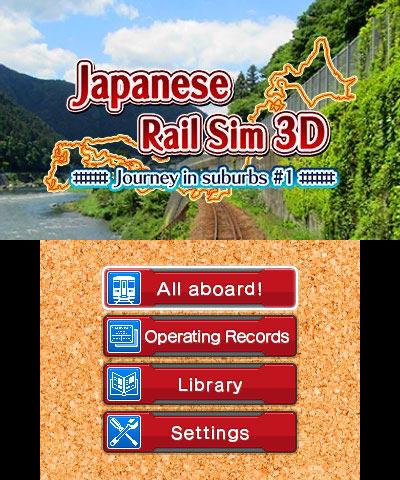 Japanese
Rail Sim 3D
Journey in suburbs #1
All aboard!
Operating Records
Library
Settings